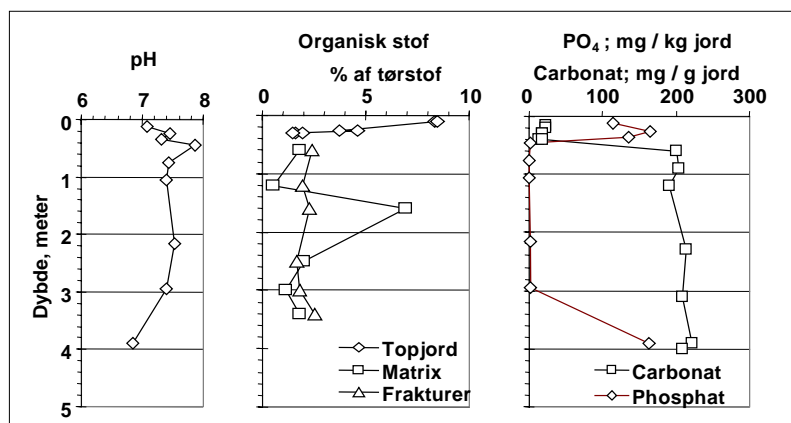 pH
6 7 8
Dybde, meter
0
1
2
3
4
5
Organisk stof
% af tørstof
0 5 10
Topjord
Matrix
Frakturer
PO4 ; mg / kg jord
Carbonat; mg / g jord
0 100 200 300
Carbonat
Phosphat